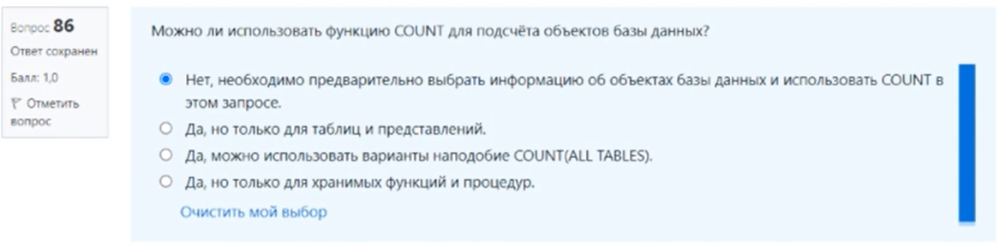 Вопрос 86
Ответ сохранен
Балл: 1,0
Отметить
вопрос
Можно ли использовать функцию COUNT для подсчёта объектов базы данных?
Нет, необходимо предварительно выбрать информацию об объектах базы данных и использовать COUNT в
этом запросе.
Да, но только для таблиц и представлений.
Да, можно использовать варианты наподобие COUNT(ALL TABLES).
Да, но только для хранимых функций и процедур.
Очистить мой выбор